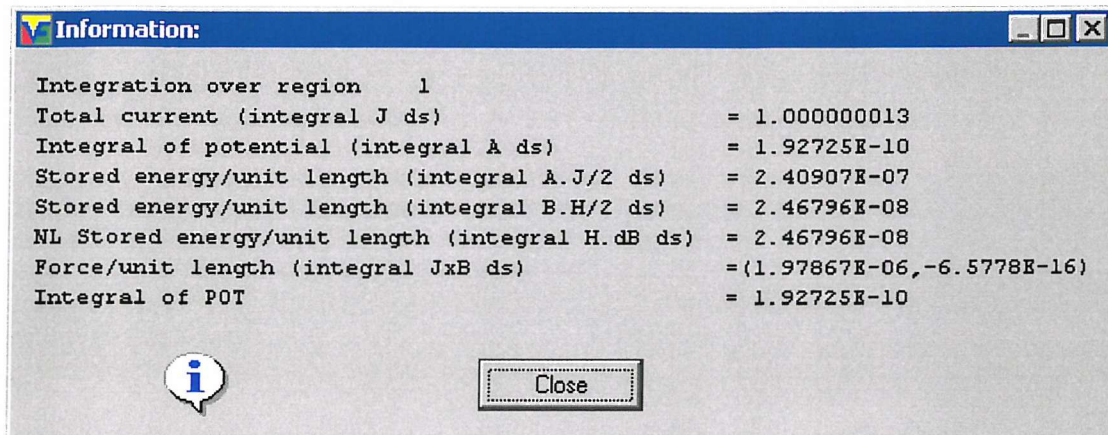 Information:
Integration over region 1
Total current (integral J ds) = 1.000000013
Integral of potential (integral A ds) = 1.92725E-10
Stored energy/unit length (integral A.J/2 ds) = 2.40907E-07
Stored energy/unit length (integral B.H/2 ds) = 2.46796E-08
NL Stored energy/unit length (integral H.dB ds) = 2.46796E-08
Force/unit length (integral JxB ds) =(1.97867E-06,-6.5778E-16)
Integral of POT = 1.92725E-10
Close